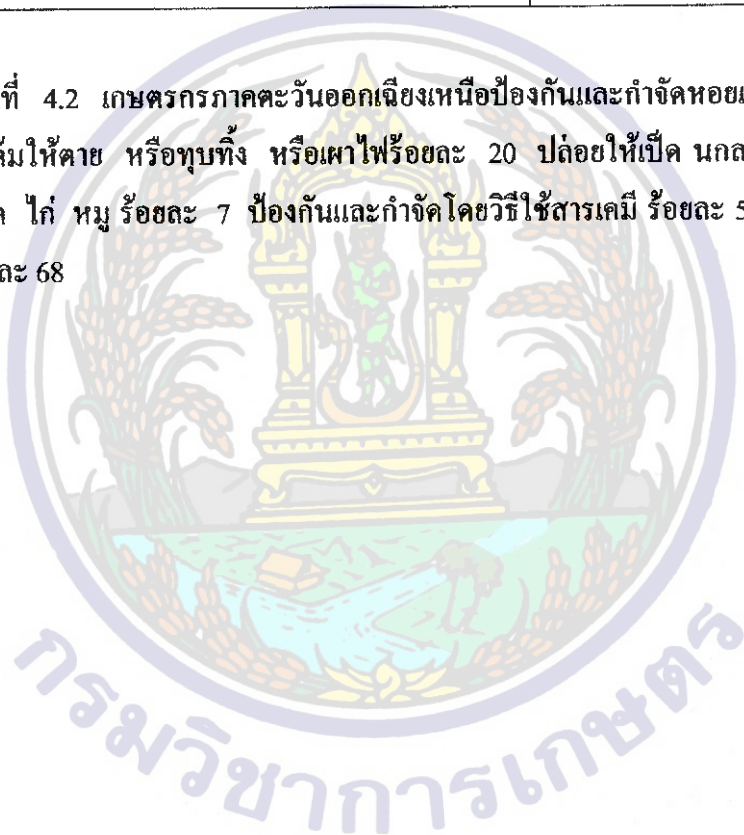 ที่ 4.2 เกษตรกรภาคตะวันออกเฉียงเหนือป้องกันและกำจัดหอยเ
ต้มให้ตาย หรือทุบทิ้ง หรือเผาไฟร้อยละ 20 ปล่อยให้เป็ด นกล
ไก่ หมู ร้อยละ 7 ป้องกันและกำจัดโดยวิธีใช้สารเคมี ร้อยละ 5
ละ 68
กรมวิชาการเกษตร